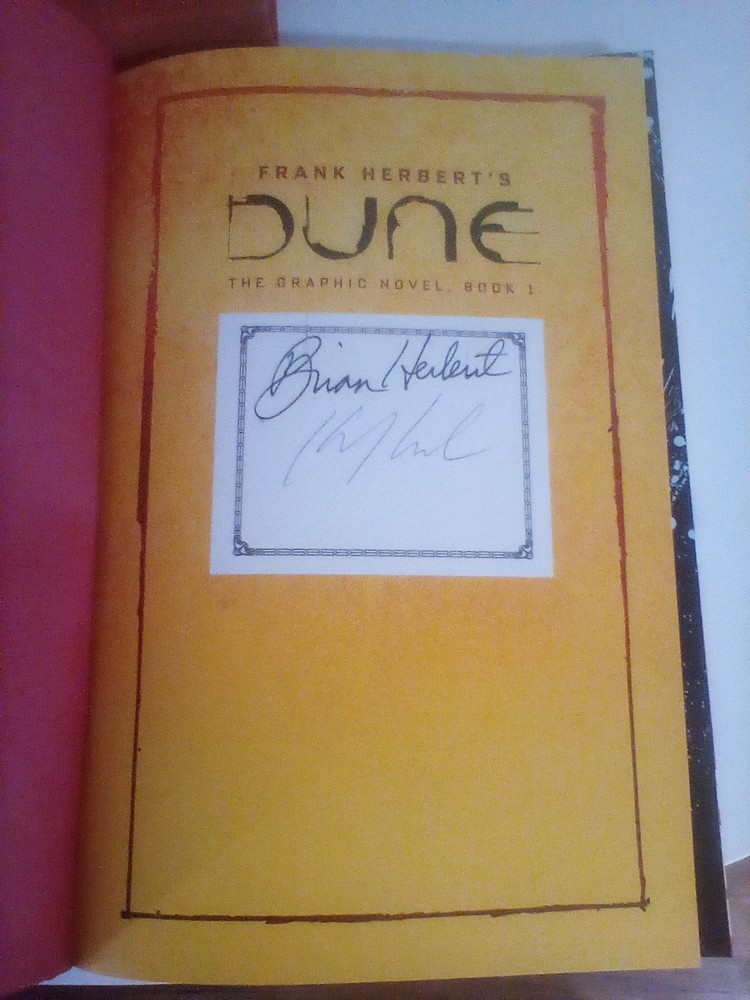 FRANK HERBERT'S
DUNE
THE GRAPHIC NOVEL, BOOK 1
Brian Herbert